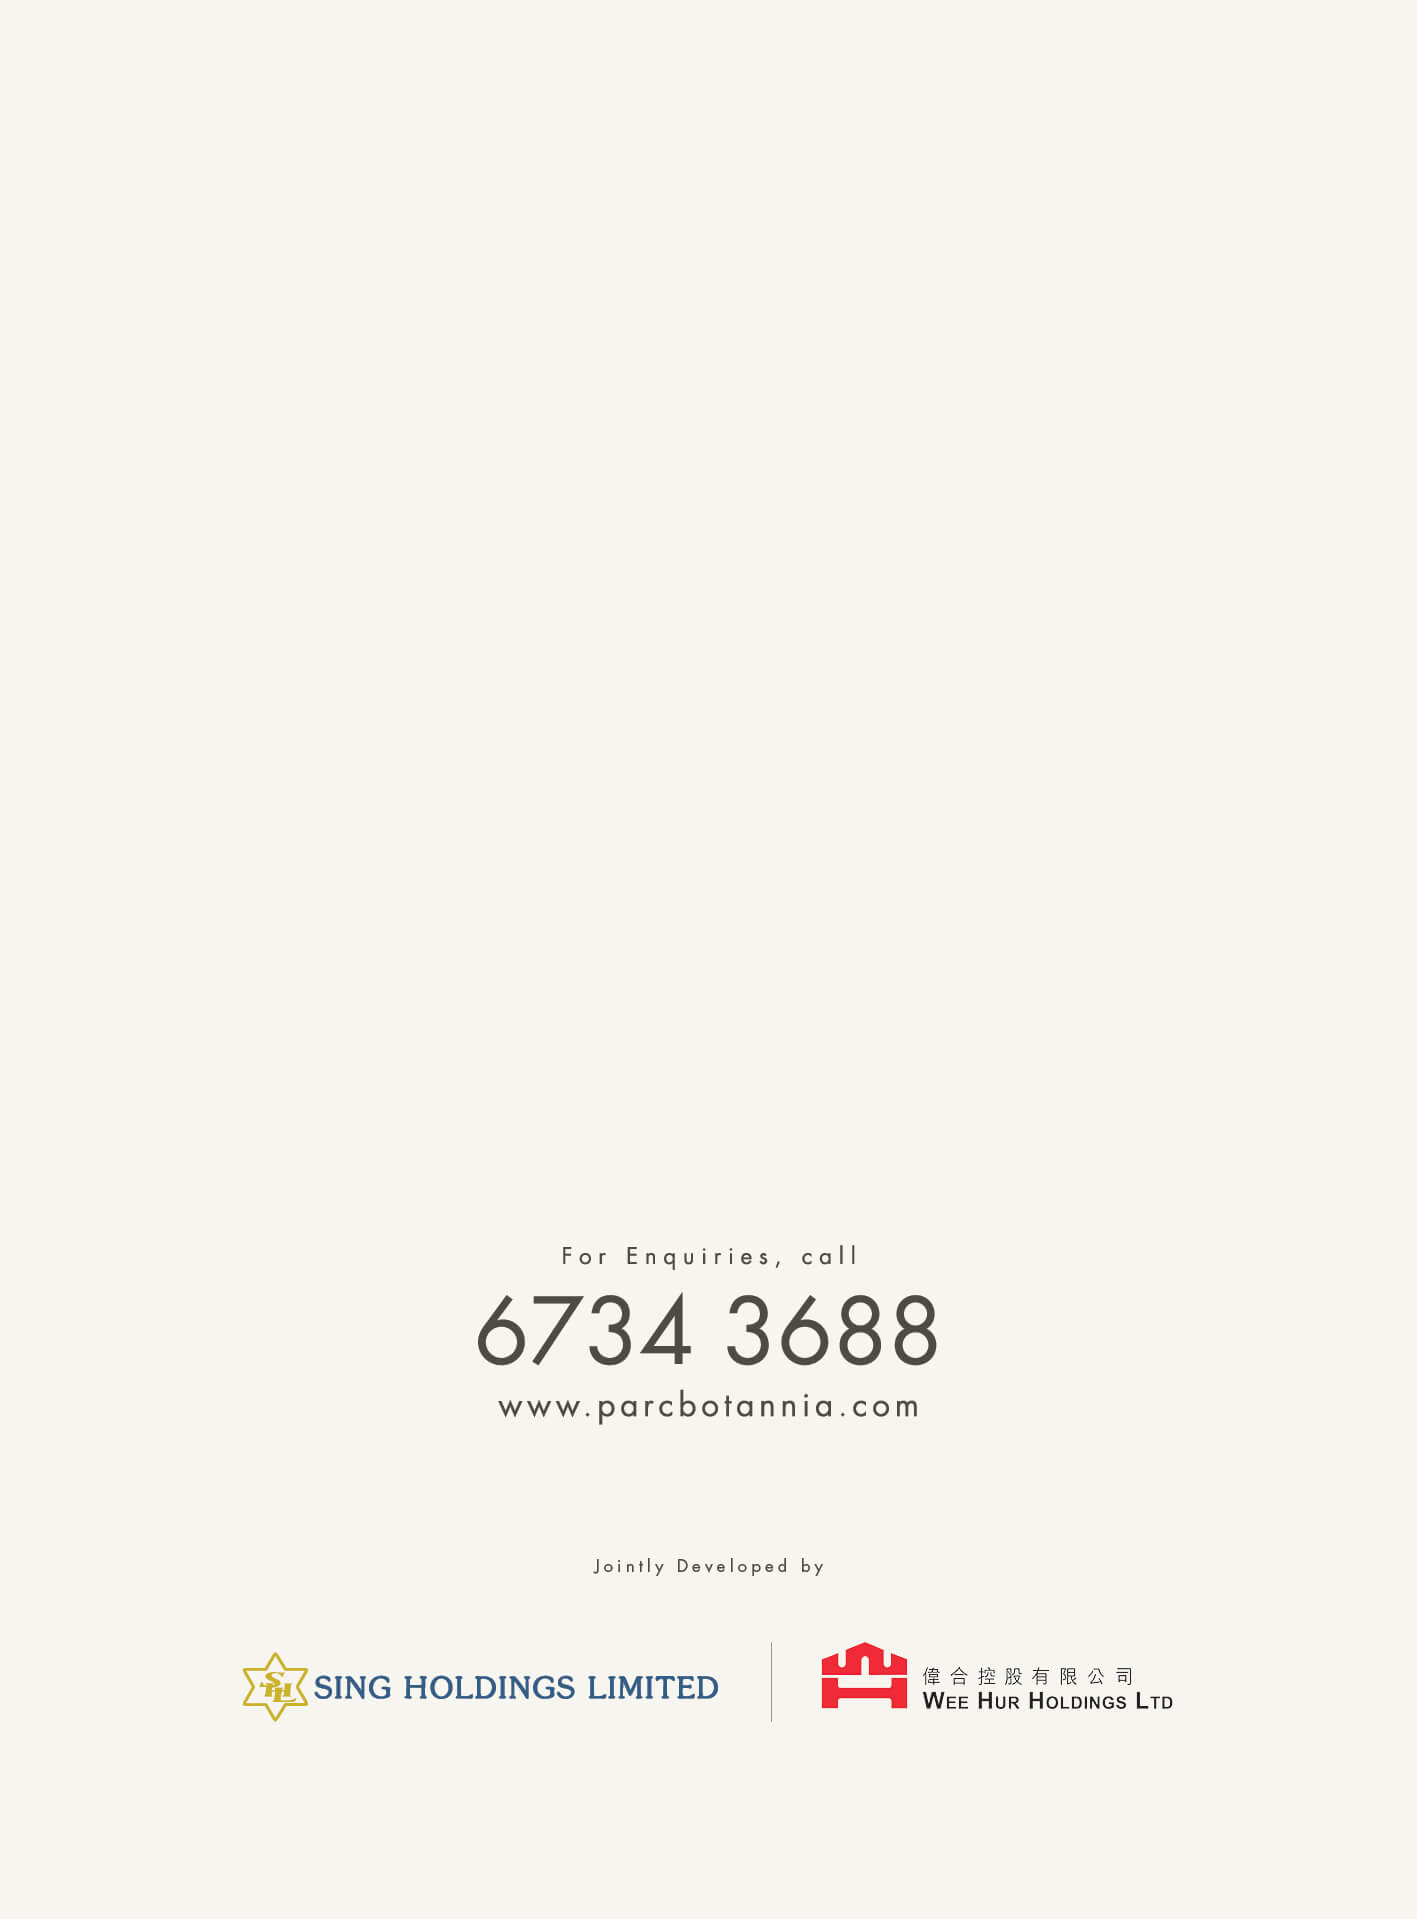 For Enquiries, call
6734 3688
www.parcbotannia.com
Jointly Developed by
SHL SING HOLDINGS LIMITED
偉合控股有限公司
WEE HUR HOLDINGS LTD